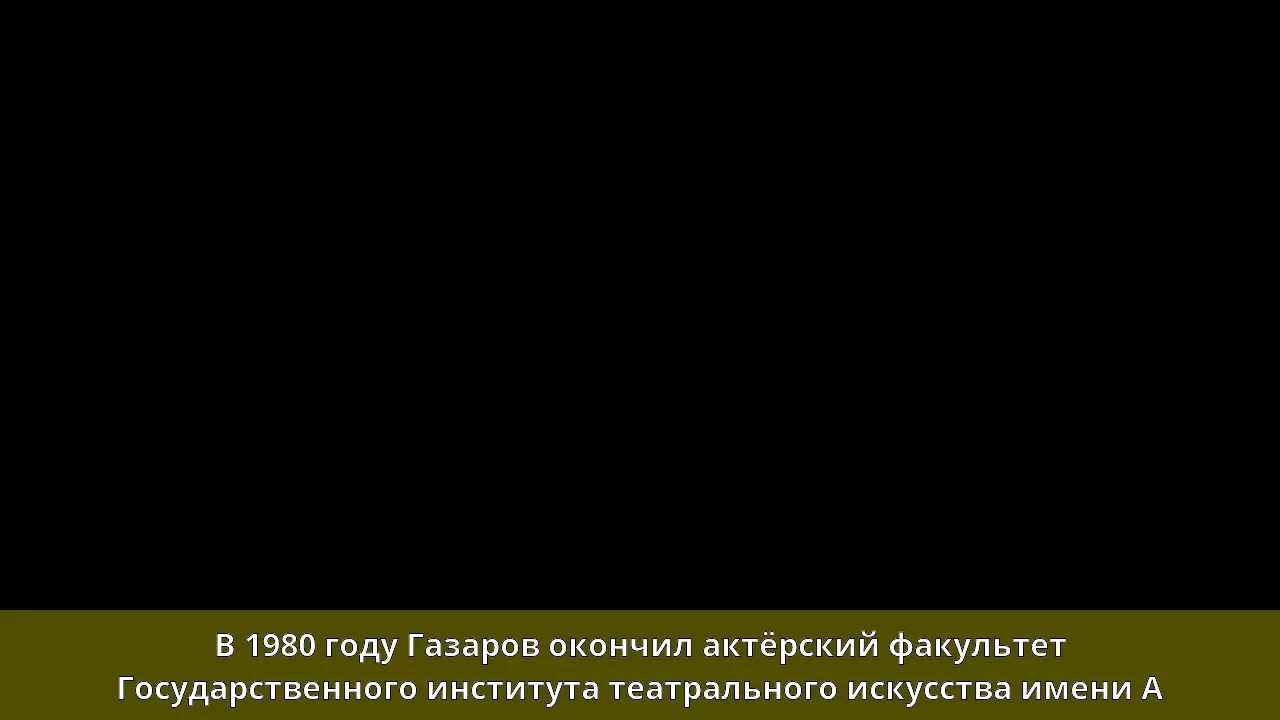 В 1980 году Газаров окончил актёрский факультет
Государственного института театрального искусства имени А